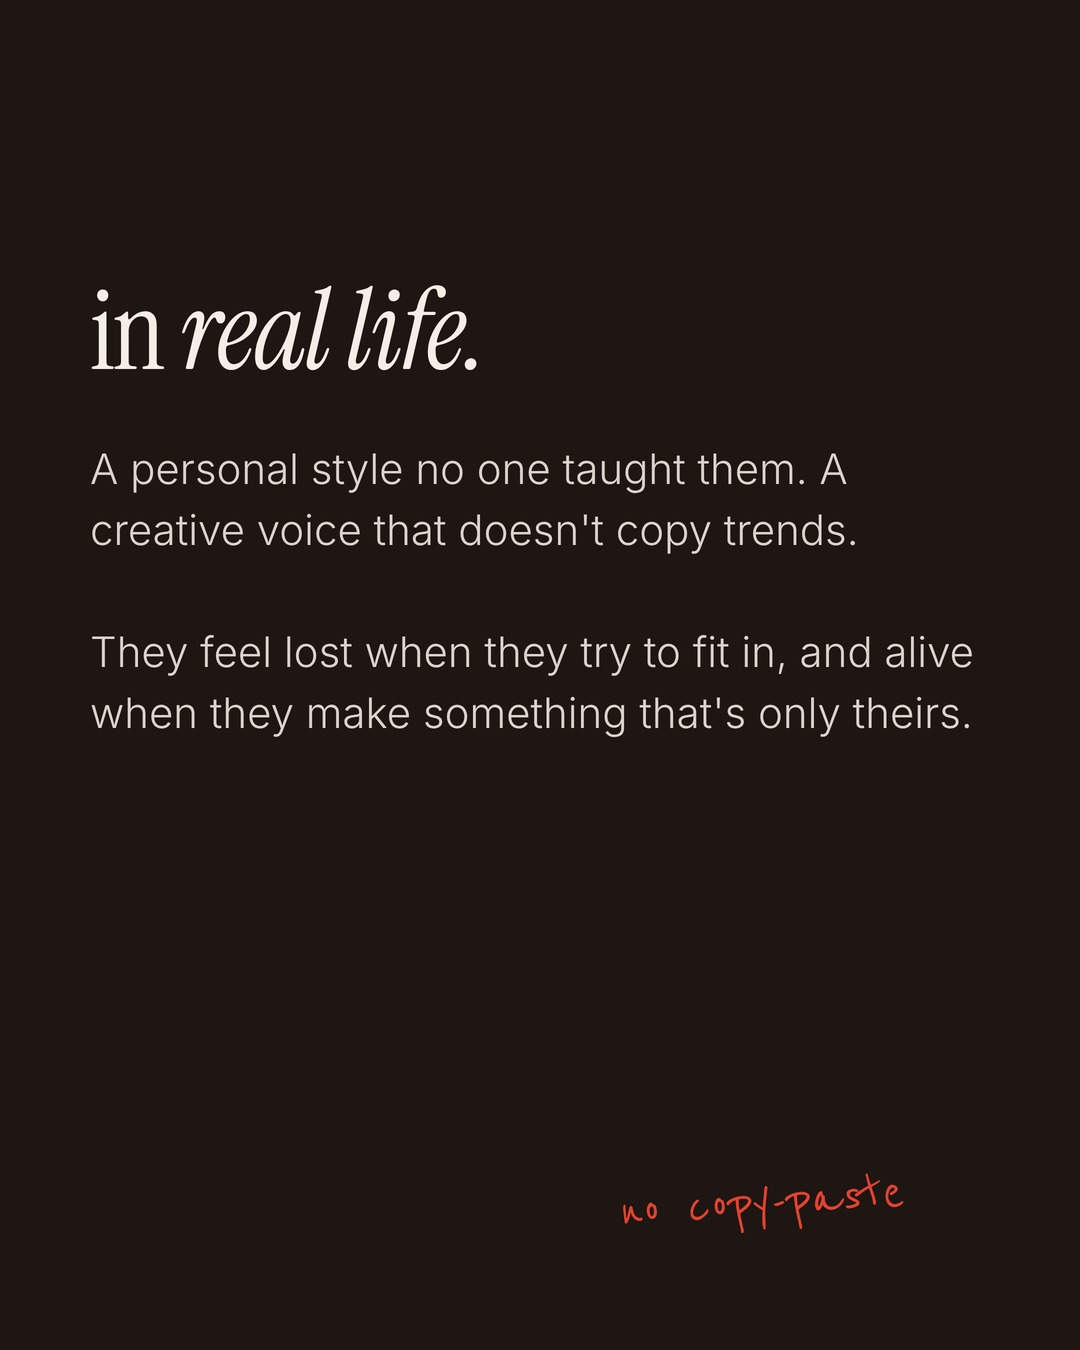 in real life.
A personal style no one taught them. A
creative voice that doesn't copy trends.
They feel lost when they try to fit in, and alive
when they make something that's only theirs.
no copy-paste